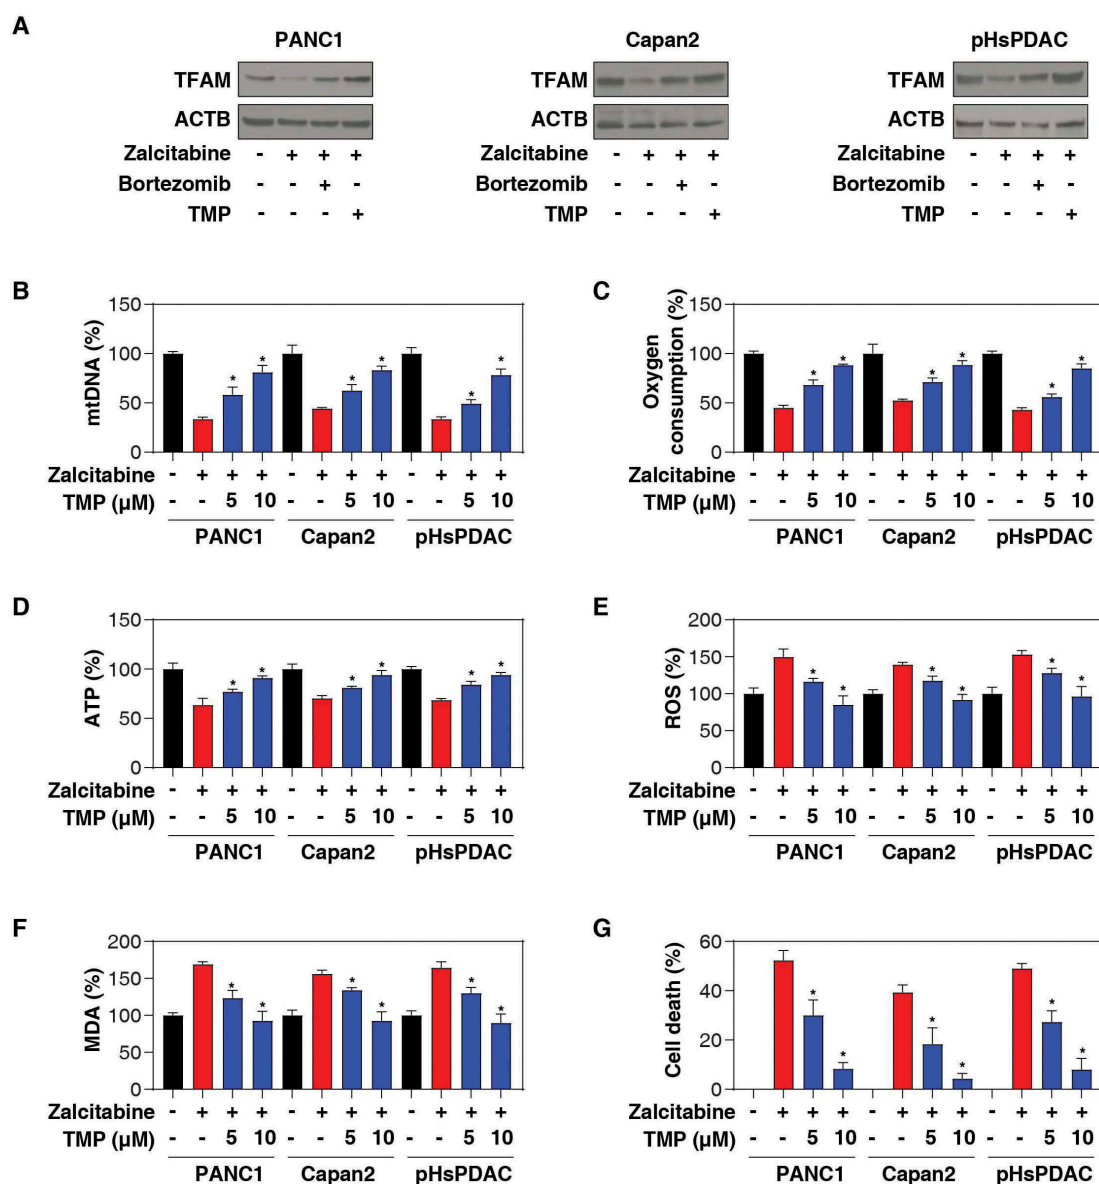 A
PANC1
Capan2
pHsPDAC
TFAM
TFAM
TFAM
ACTB
ACTB
ACTB
Zalcitabine - + + +
Zalcitabine - + + +
Zalcitabine - + + +
Bortezomib - - + -
Bortezomib - - + -
Bortezomib - - + -
TMP - - - +
TMP - - - +
TMP - - - +
B
mtDNA (%)
150
100
50
0
* * * * * *
Zalcitabine - + + + - + + + - + + +
TMP (µM) - - 5 10 - - 5 10 - - 5 10
PANC1 Capan2 pHsPDAC
C
Oxygen
consumption (%)
150
100
50
0
* * * * * *
Zalcitabine - + + + - + + + - + + +
TMP (µM) - - 5 10 - - 5 10 - - 5 10
PANC1 Capan2 pHsPDAC
D
ATP (%)
150
100
50
0
* * * * * *
Zalcitabine - + + + - + + + - + + +
TMP (µM) - - 5 10 - - 5 10 - - 5 10
PANC1 Capan2 pHsPDAC
E
ROS (%)
200
150
100
50
0
* * * * * *
Zalcitabine - + + + - + + + - + + +
TMP (µM) - - 5 10 - - 5 10 - - 5 10
PANC1 Capan2 pHsPDAC
F
MDA (%)
200
150
100
50
0
* * * * * *
Zalcitabine - + + + - + + + - + + +
TMP (µM) - - 5 10 - - 5 10 - - 5 10
PANC1 Capan2 pHsPDAC
G
Cell death (%)
60
40
20
0
* * * * * *
Zalcitabine - + + + - + + + - + + +
TMP (µM) - - 5 10 - - 5 10 - - 5 10
PANC1 Capan2 pHsPDAC